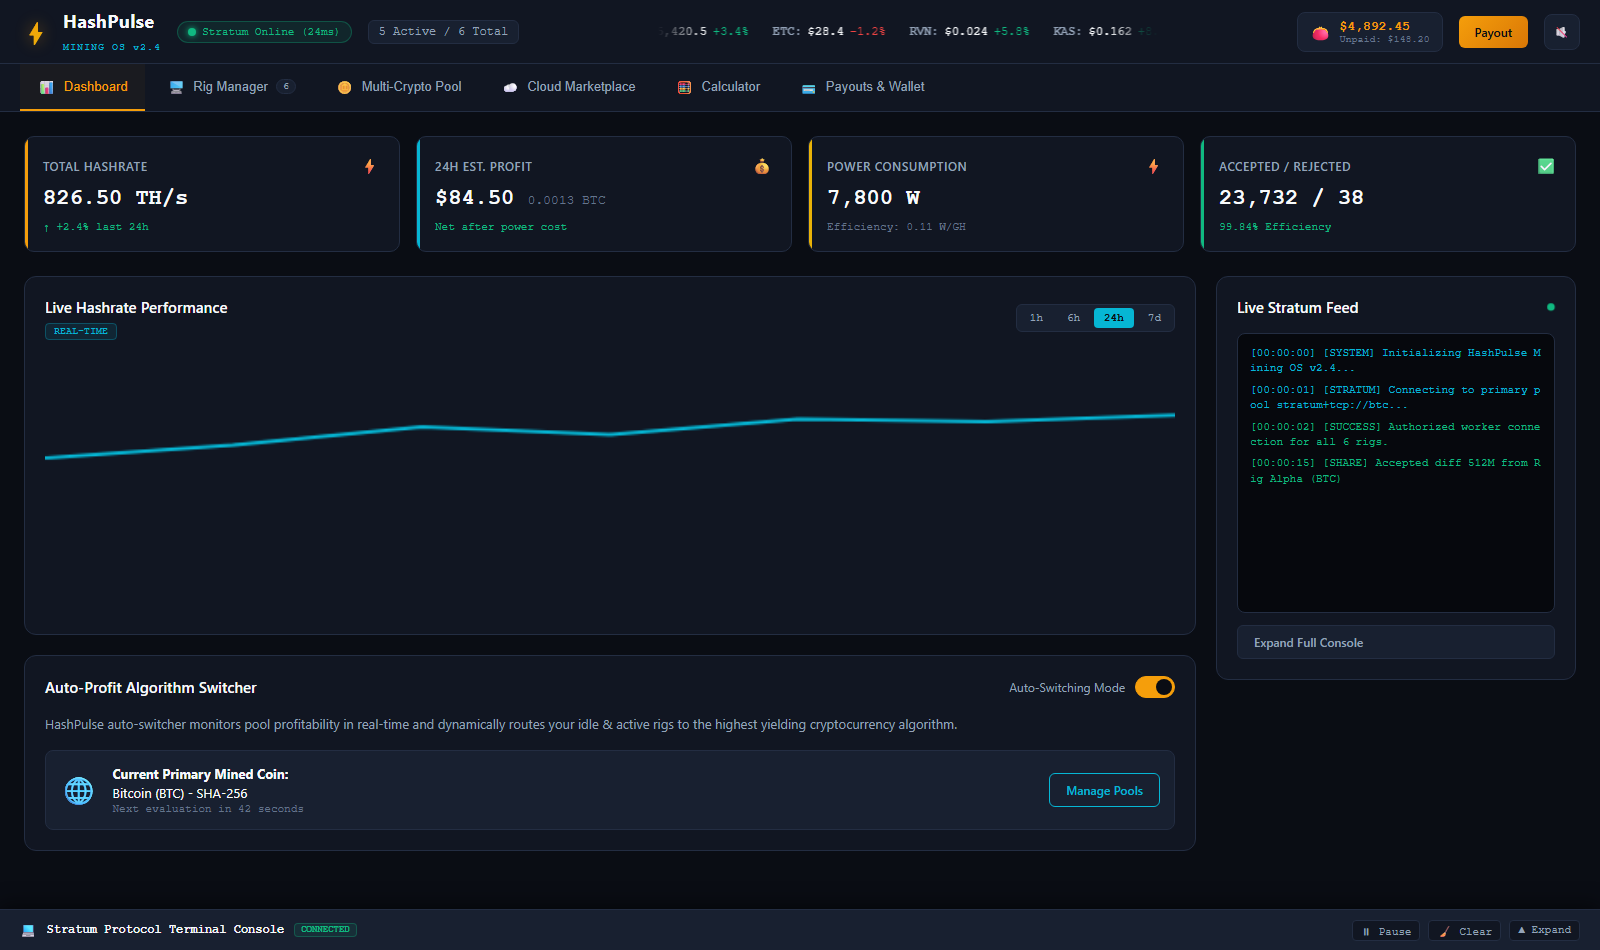 HashPulse
MINING OS v2.4
Stratum Online (24ms)
5 Active / 6 Total
,420.5 +3.4% ETC: $28.4 -1.2% RVN: $0.024 +5.8% KAS: $0.162
$4,892.45
Unpaid: $148.20
Payout
Dashboard
Rig Manager 6
Multi-Crypto Pool
Cloud Marketplace
Calculator
Payouts & Wallet
TOTAL HASHRATE
826.50 TH/s
↑ +2.4% last 24h
24H EST. PROFIT
$84.50 0.0013 BTC
Net after power cost
POWER CONSUMPTION
7,800 W
Efficiency: 0.11 W/GH
ACCEPTED / REJECTED
23,732 / 38
99.84% Efficiency
Live Hashrate Performance
REAL-TIME
1h 6h 24h 7d
Live Stratum Feed
[00:00:00] [SYSTEM] Initializing HashPulse M
ining OS v2.4...
[00:00:01] [STRATUM] Connecting to primary p
ool stratum+tcp://btc...
[00:00:02] [SUCCESS] Authorized worker conne
ction for all 6 rigs.
[00:00:15] [SHARE] Accepted diff 512M from R
ig Alpha (BTC)
Expand Full Console
Auto-Profit Algorithm Switcher
Auto-Switching Mode
HashPulse auto-switcher monitors pool profitability in real-time and dynamically routes your idle & active rigs to the highest yielding cryptocurrency algorithm.
Current Primary Mined Coin:
Bitcoin (BTC) - SHA-256
Next evaluation in 42 seconds
Manage Pools
Stratum Protocol Terminal Console CONNECTED
Pause
Clear
▲ Expand